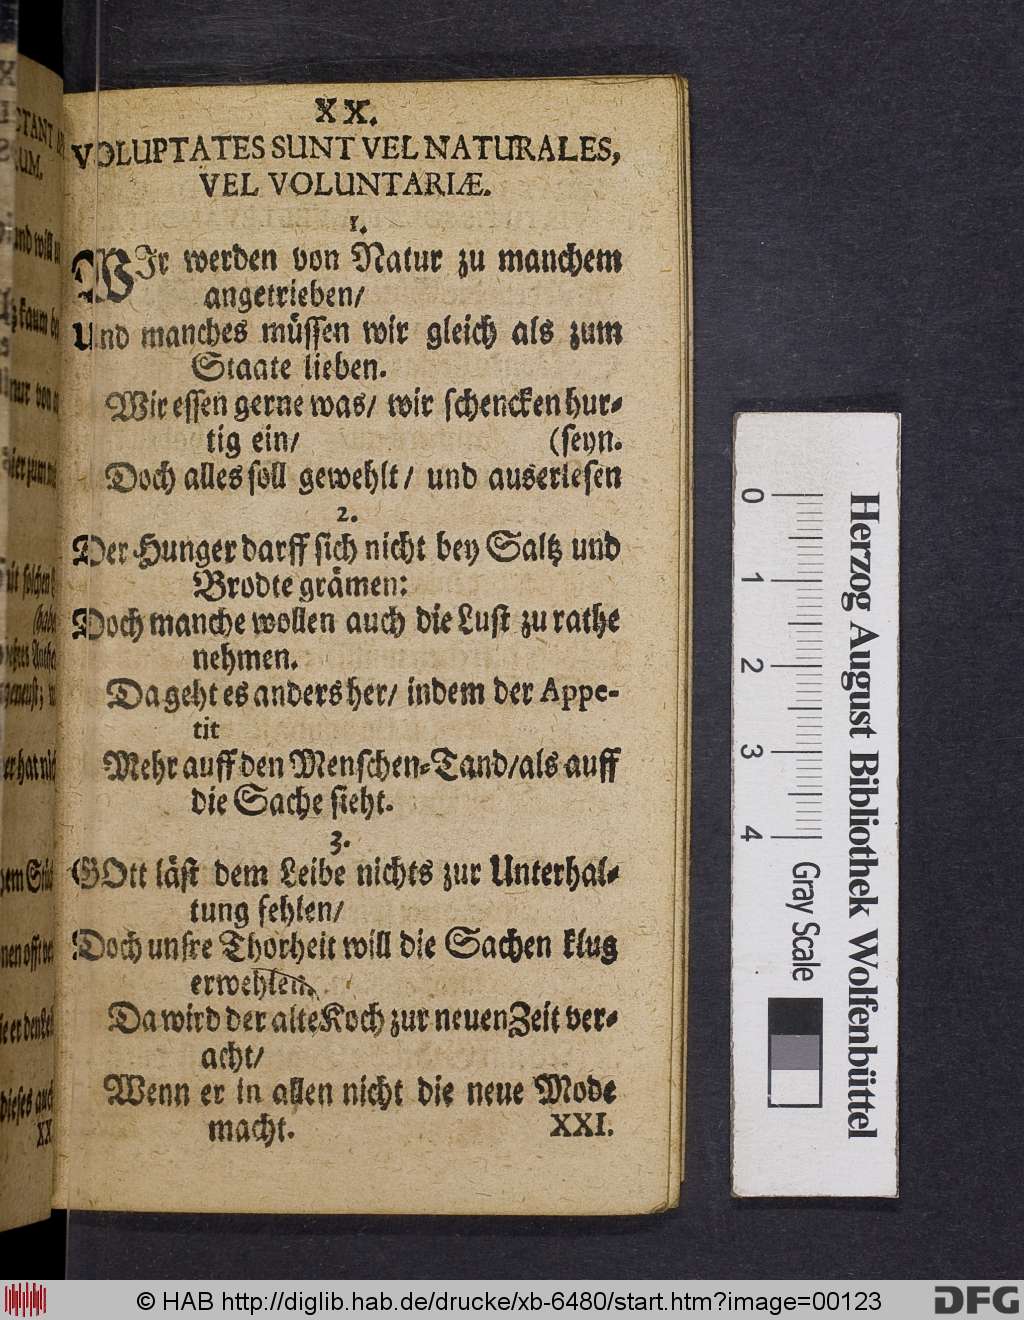 XX.
VOLUPTATES SUNT VEL NATURALES,
VEL VOLUNTARIÆ.
1.
WIr werden von Natur zu manchem
angetrieben/
Und manches müssen wir gleich als zum
Staate lieben.
Wir essen gerne was/ wir schencken hur-
tig ein/ (seyn.
Doch alles soll gewehlt/ und auserlesen
2.
Der Hunger darff sich nicht bey Saltz und
Brodte grämen:
Doch manche wollen auch die Lust zu rathe
nehmen.
Da geht es anders her/ indem der Appe-
tit
Mehr auff den Menschen-Tand/als auff
die Sache sieht.
3.
GOtt läst dem Leibe nichts zur Unterhal-
tung fehlen/
Doch unsre Thorheit will die Sachen klug
erwehlen.
Da wird der alte Koch zur neuen Zeit ver-
acht/
Wenn er in allen nicht die neue Mode
macht. XXI.
0 1 2 3 4
Herzog August Bibliothek Wolfenbüttel
Gray Scale
© HAB http://diglib.hab.de/drucke/xb-6480/start.htm?image=00123
DFG